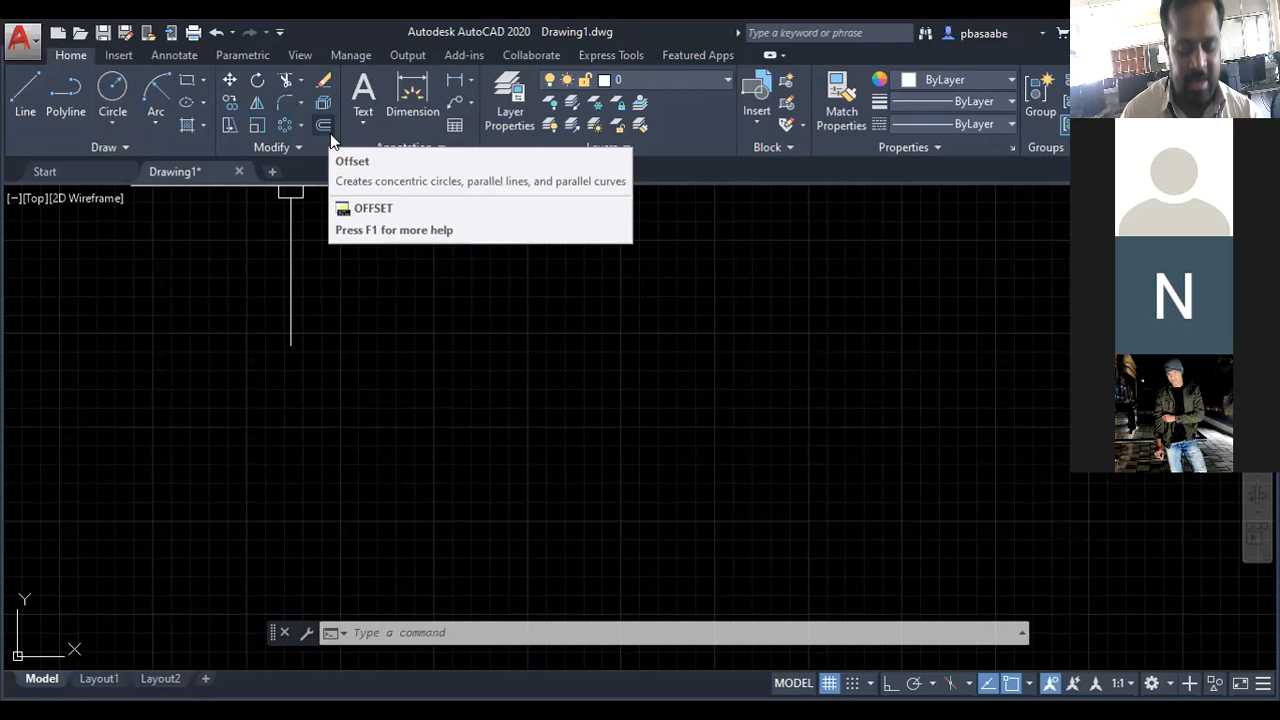 Autodesk AutoCAD 2020 Drawing1.dwg
Type a keyword or phrase
pbasaabe
Home Insert Annotate Parametric View Manage Output Add-ins Collaborate Express Tools Featured Apps
Line Polyline Circle Arc
Text Dimension
Layer Properties
0
Insert
Match Properties
ByLayer
ByLayer
ByLayer
Group
Draw Modify Block Properties Groups
Start Drawing1*
Offset
Creates concentric circles, parallel lines, and parallel curves
OFFSET
Press F1 for more help
[−][Top][2D Wireframe]
N
Y
X
Type a command
Model Layout1 Layout2
MODEL
1:1